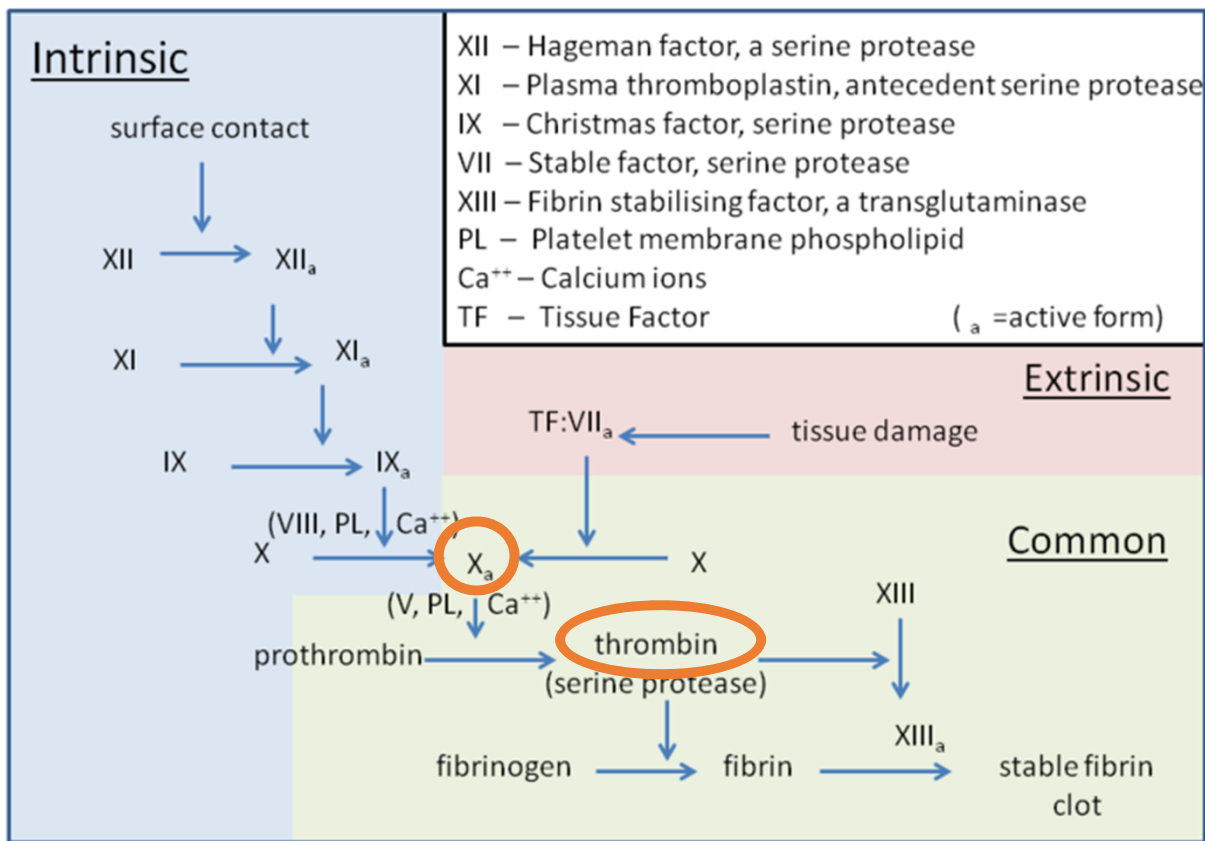 Intrinsic
surface contact
XII
XIIₐ
XI
XIₐ
IX
IXₐ
(VIII, PL, Ca⁺⁺)
X
XII – Hageman factor, a serine protease
XI – Plasma thromboplastin, antecedent serine protease
IX – Christmas factor, serine protease
VII – Stable factor, serine protease
XIII – Fibrin stabilising factor, a transglutaminase
PL – Platelet membrane phospholipid
Ca⁺⁺ – Calcium ions
TF – Tissue Factor (ₐ =active form)
Extrinsic
TF:VIIₐ
tissue damage
Common
Xₐ
X
(V, PL, Ca⁺⁺)
XIII
prothrombin
thrombin
(serine protease)
XIIIₐ
fibrinogen
fibrin
stable fibrin
clot